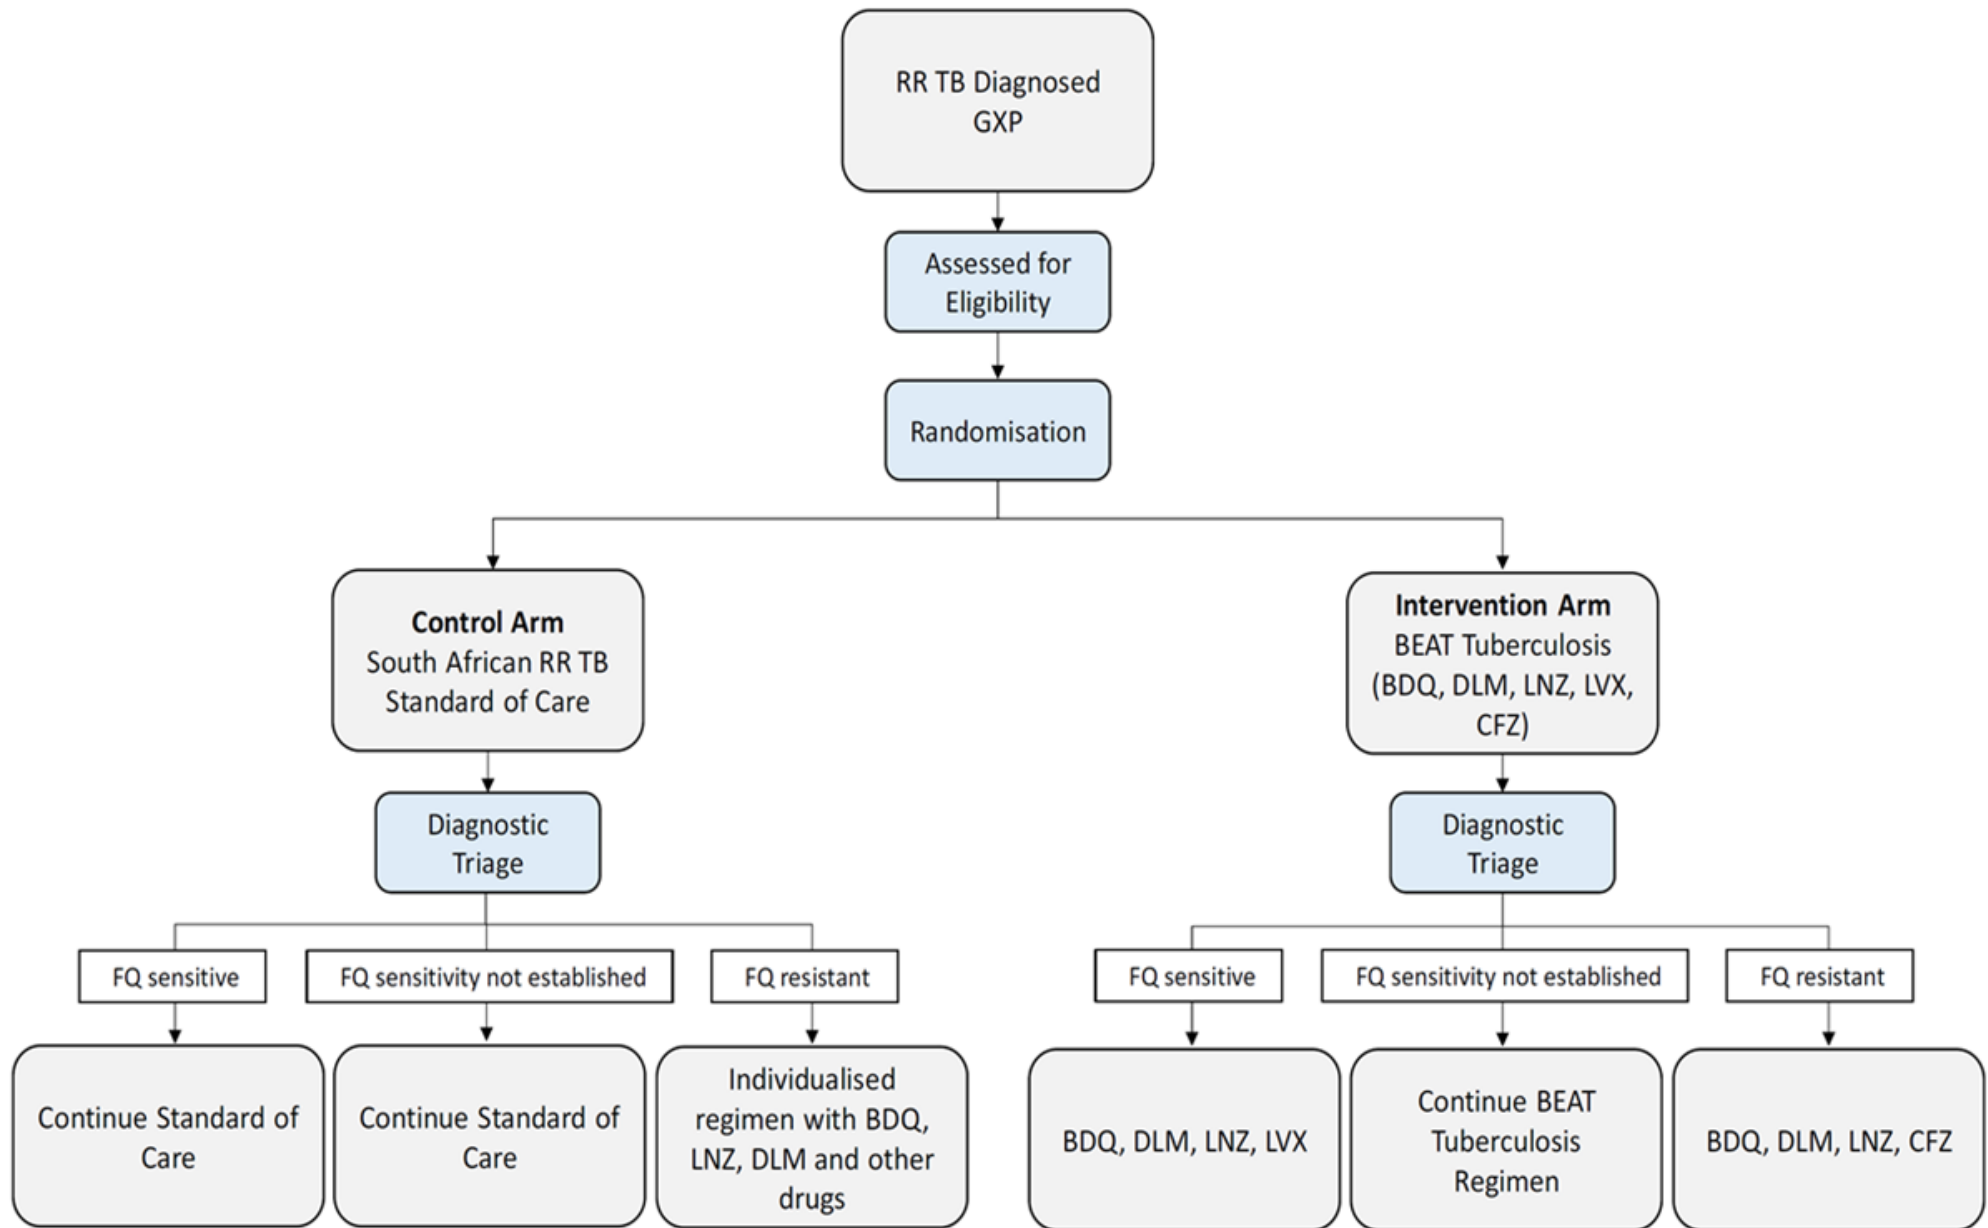 RR TB Diagnosed
GXP
Assessed for
Eligibility
Randomisation
Control Arm
South African RR TB
Standard of Care
Intervention Arm
BEAT Tuberculosis
(BDQ, DLM, LNZ, LVX,
CFZ)
Diagnostic
Triage
Diagnostic
Triage
FQ sensitive
FQ sensitivity not established
FQ resistant
FQ sensitive
FQ sensitivity not established
FQ resistant
Continue Standard of
Care
Continue Standard of
Care
Individualised
regimen with BDQ,
LNZ, DLM and other
drugs
BDQ, DLM, LNZ, LVX
Continue BEAT
Tuberculosis
Regimen
BDQ, DLM, LNZ, CFZ